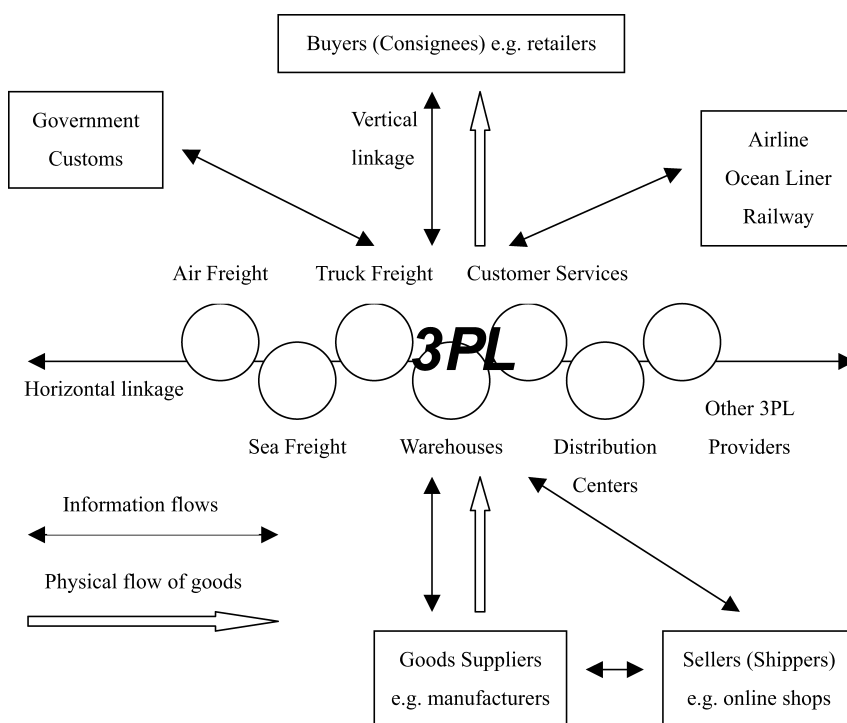 Buyers (Consignees) e.g. retailers
Government
Customs
Vertical
linkage
Airline
Ocean Liner
Railway
Air Freight
Truck Freight
Customer Services
3PL
Horizontal linkage
Other 3PL
Providers
Sea Freight
Warehouses
Distribution
Centers
Information flows
Physical flow of goods
Goods Suppliers
e.g. manufacturers
Sellers (Shippers)
e.g. online shops